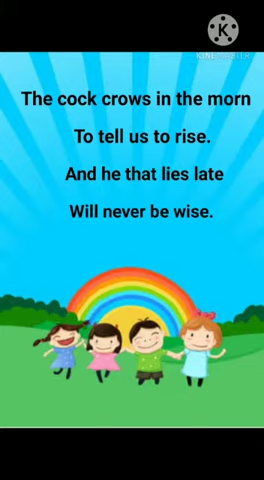 K
KINEMASTER
The cock crows in the morn
To tell us to rise.
And he that lies late
Will never be wise.